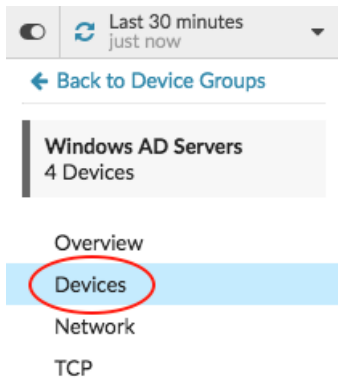 Last 30 minutes
just now
Back to Device Groups
Windows AD Servers
4 Devices
Overview
Devices
Network
TCP